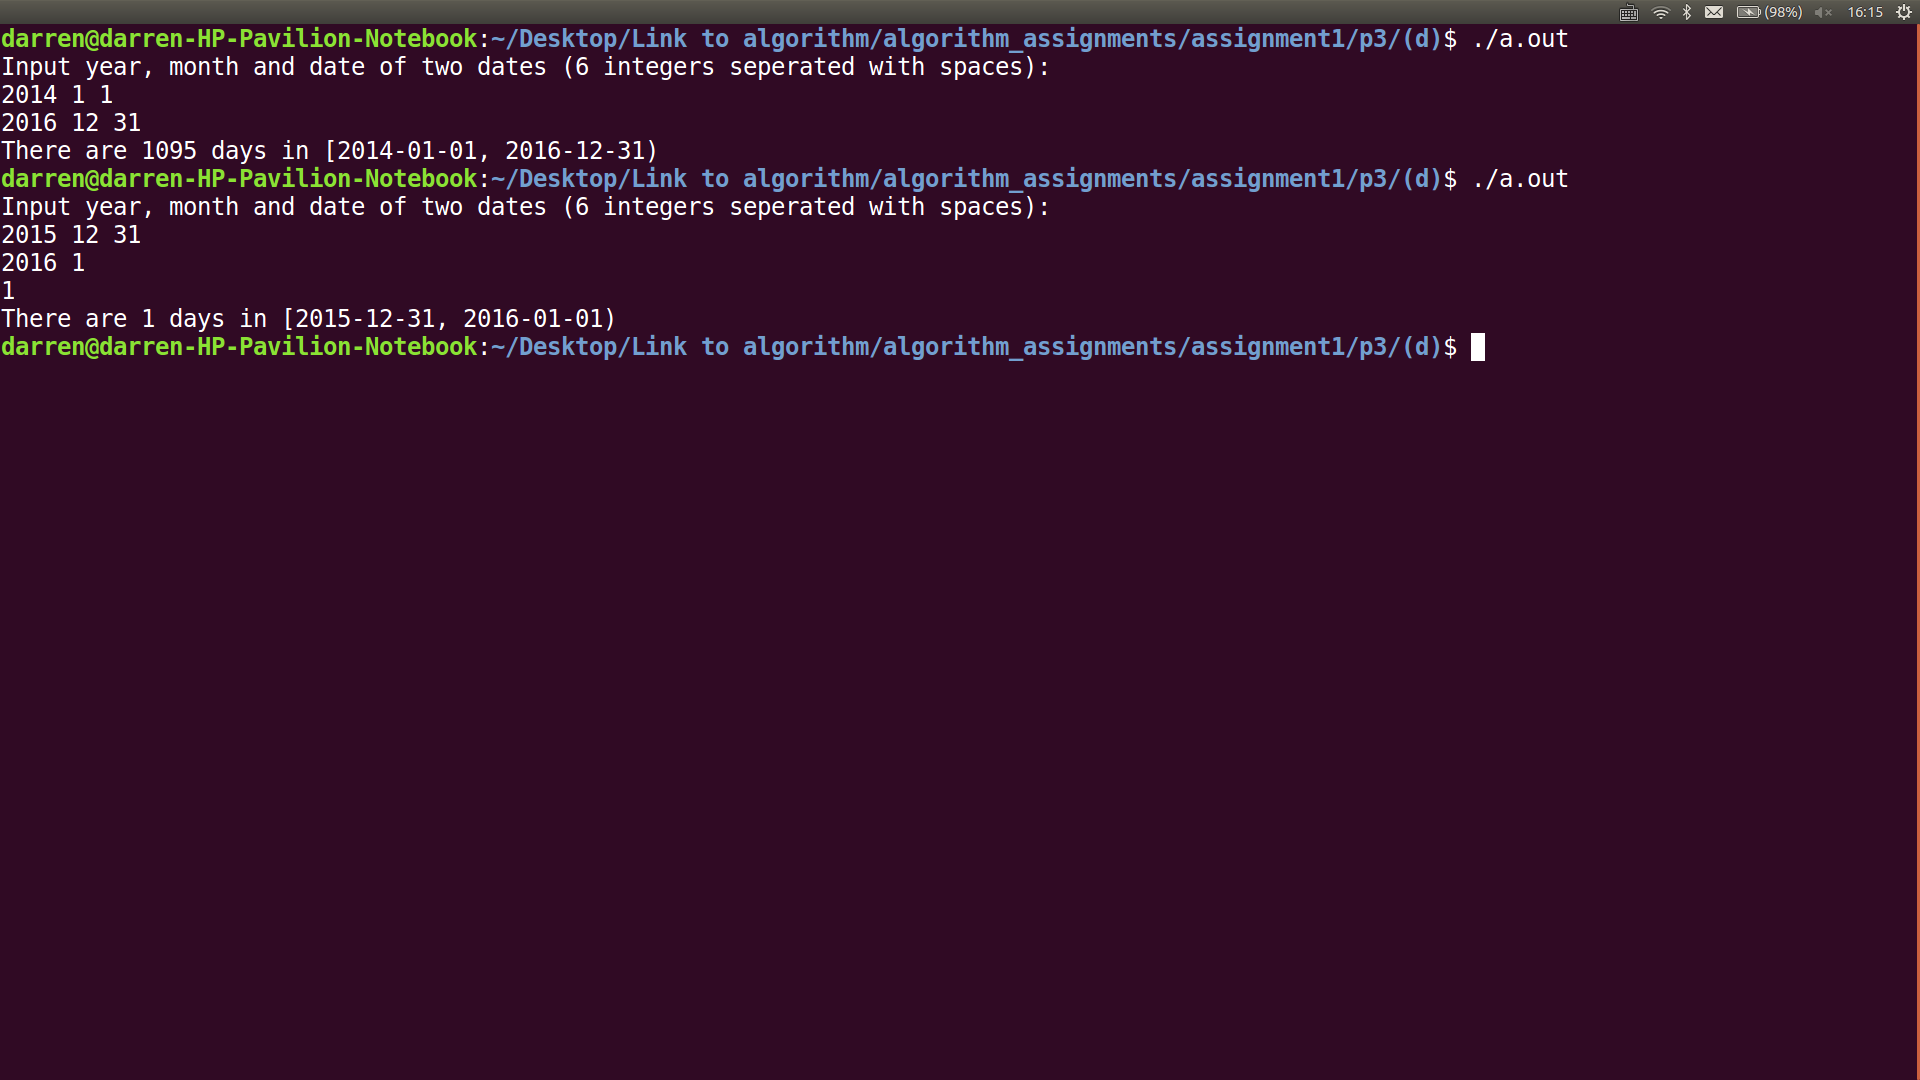 (98%) 16:15
darren@darren-HP-Pavilion-Notebook:~/Desktop/Link to algorithm/algorithm_assignments/assignment1/p3/(d)$ ./a.out
Input year, month and date of two dates (6 integers seperated with spaces):
2014 1 1
2016 12 31
There are 1095 days in [2014-01-01, 2016-12-31)
darren@darren-HP-Pavilion-Notebook:~/Desktop/Link to algorithm/algorithm_assignments/assignment1/p3/(d)$ ./a.out
Input year, month and date of two dates (6 integers seperated with spaces):
2015 12 31
2016 1
1
There are 1 days in [2015-12-31, 2016-01-01)
darren@darren-HP-Pavilion-Notebook:~/Desktop/Link to algorithm/algorithm_assignments/assignment1/p3/(d)$